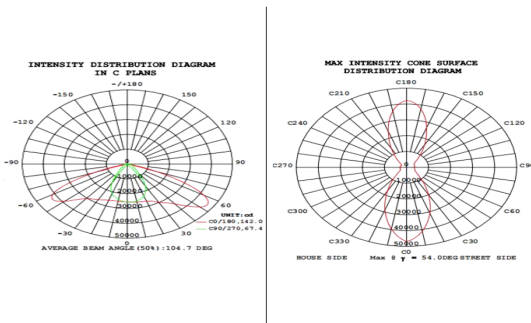 INTENSITY DISTRIBUTION DIAGRAM
IN C PLANS
-/+180
-150 150
-120 120
-90 0 90
10000
20000
-60 30000 60
40000
-30 50000 30
0
UNIT:cd
C0/180,142.0
C90/270,67.4
AVERAGE BEAM ANGLE(50%):104.7 DEG
MAX INTENSITY CONE SURFACE
DISTRIBUTION DIAGRAM
C180
C210 C150
C240 C120
C270 0 C90
10000
20000
C300 30000 C60
40000
C330 50000 C30
C0
HOUSE SIDE Max @ γ = 54.0DEG STREET SIDE